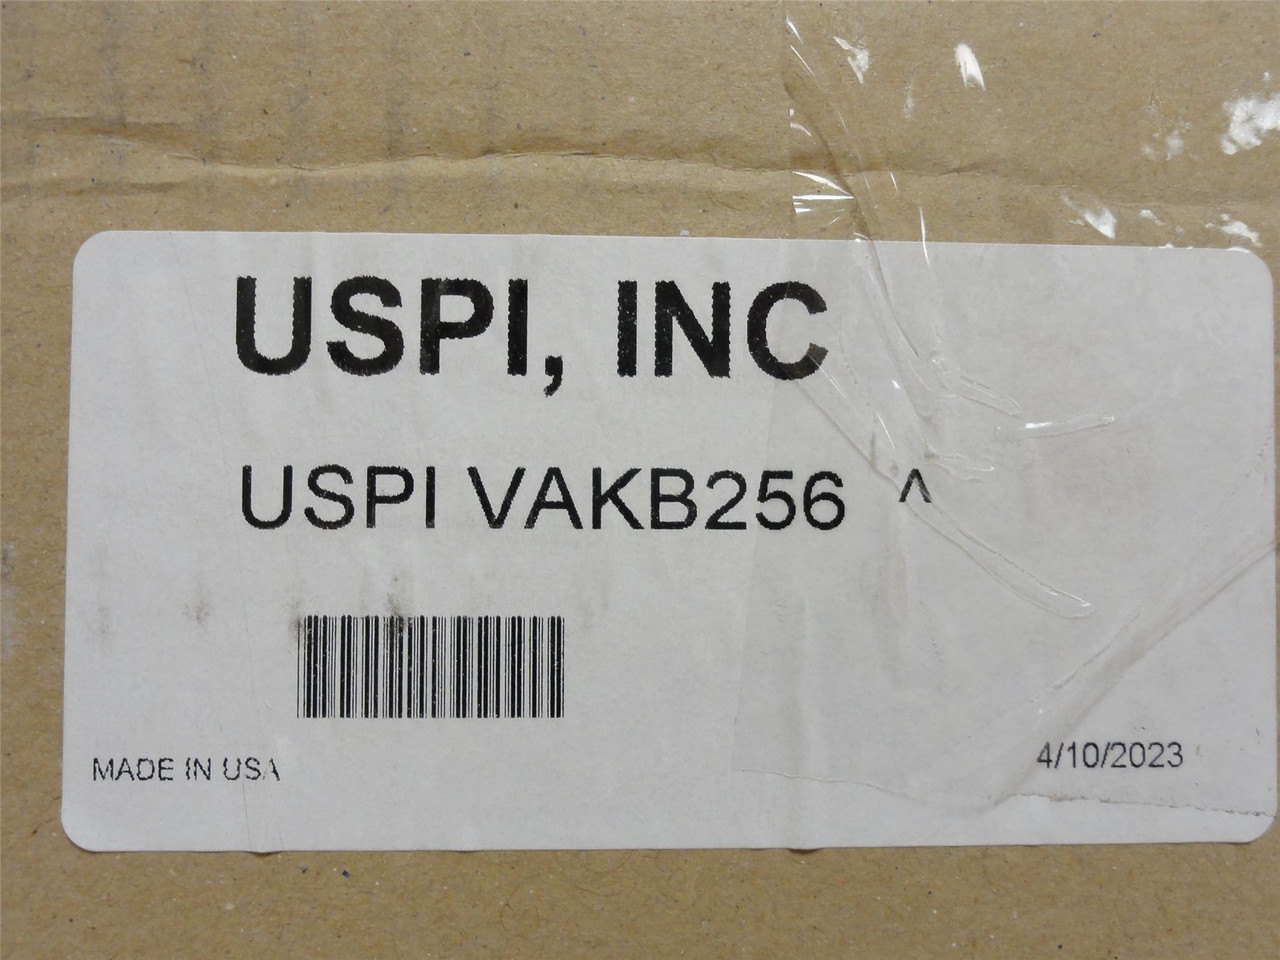 USPI, INC
USPI VAKB256 ^
MADE IN USA
4/10/2023